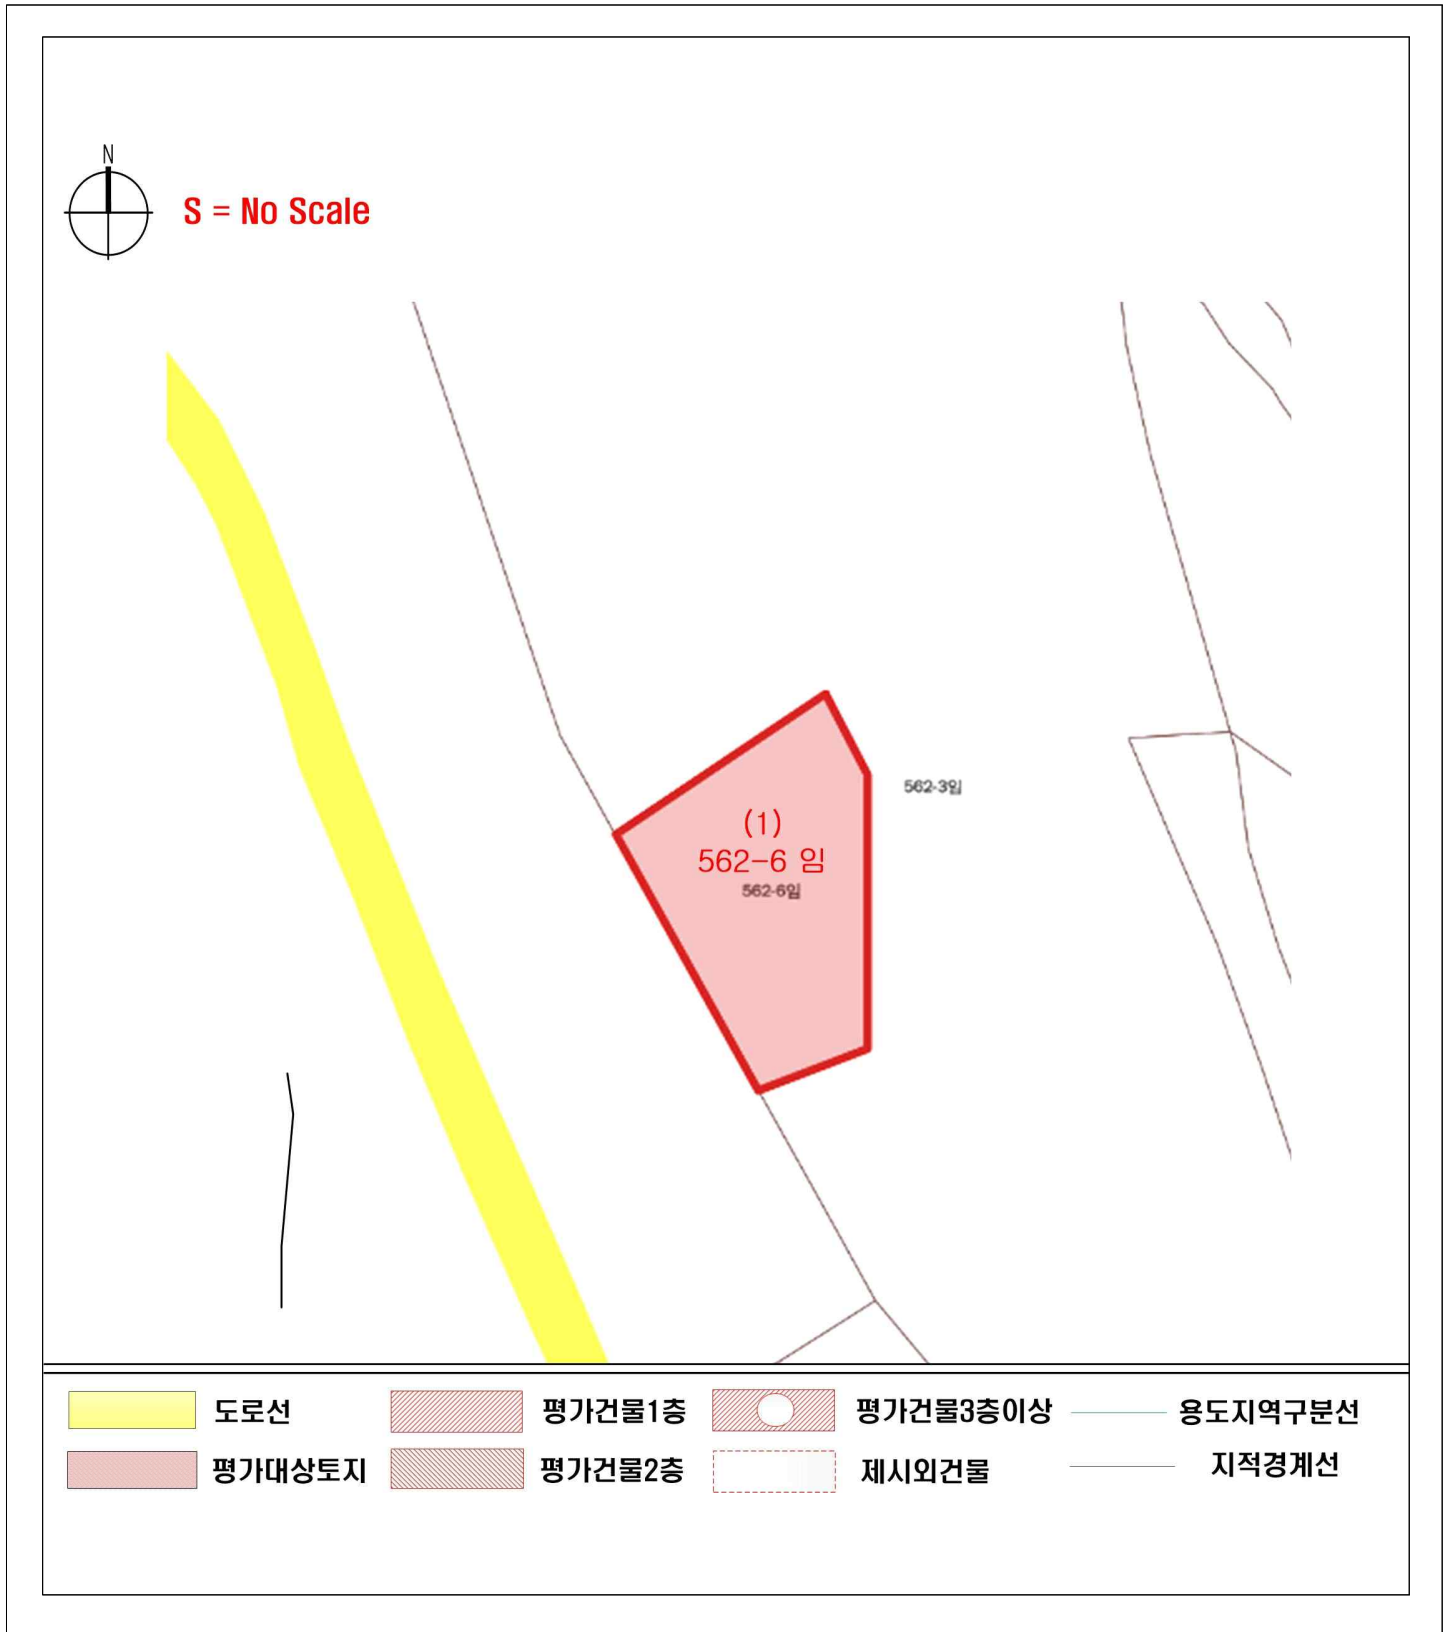 N
S = No Scale
562-3임
(1)
562-6 임
562-6임
도로선
평가건물1층
평가건물3층이상
용도지역구분선
평가대상토지
평가건물2층
제시외건물
지적경계선